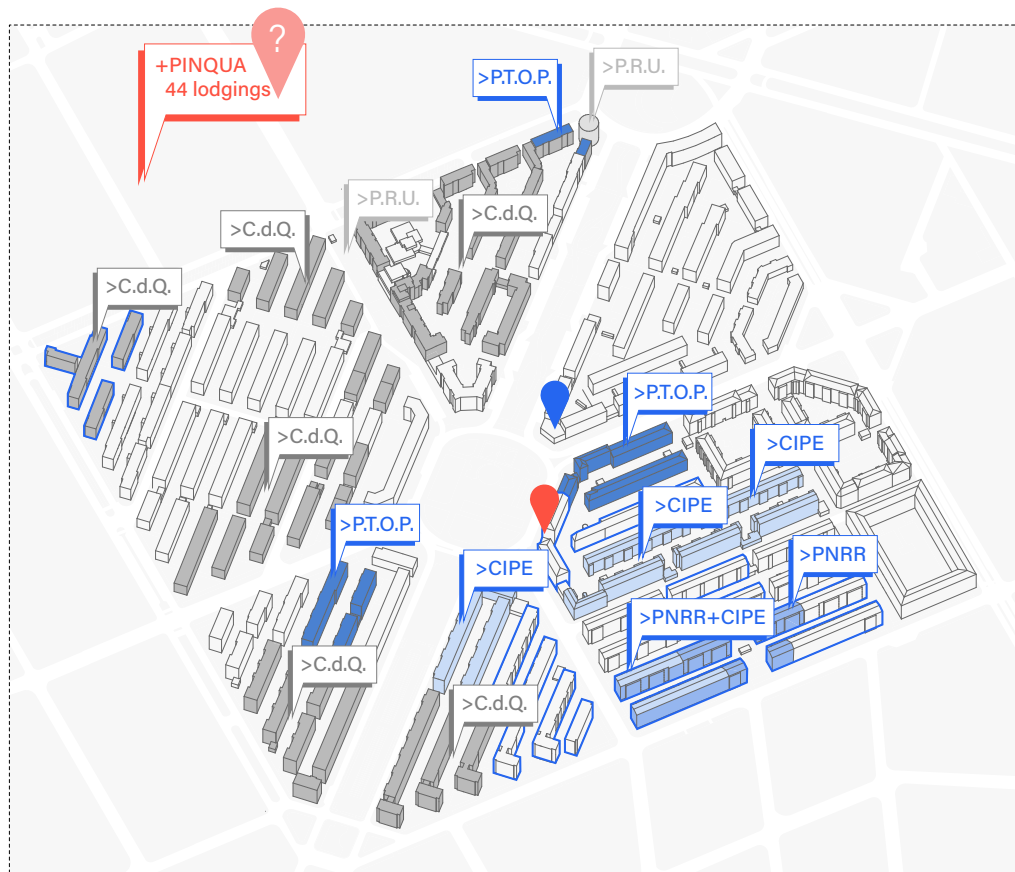 ?
+PINQUA
44 lodgings
>P.T.O.P.
>P.R.U.
>P.R.U.
>C.d.Q.
>C.d.Q.
>C.d.Q.
>P.T.O.P.
>C.d.Q.
>CIPE
>CIPE
>P.T.O.P.
>CIPE
>PNRR
>PNRR+CIPE
>C.d.Q.
>C.d.Q.